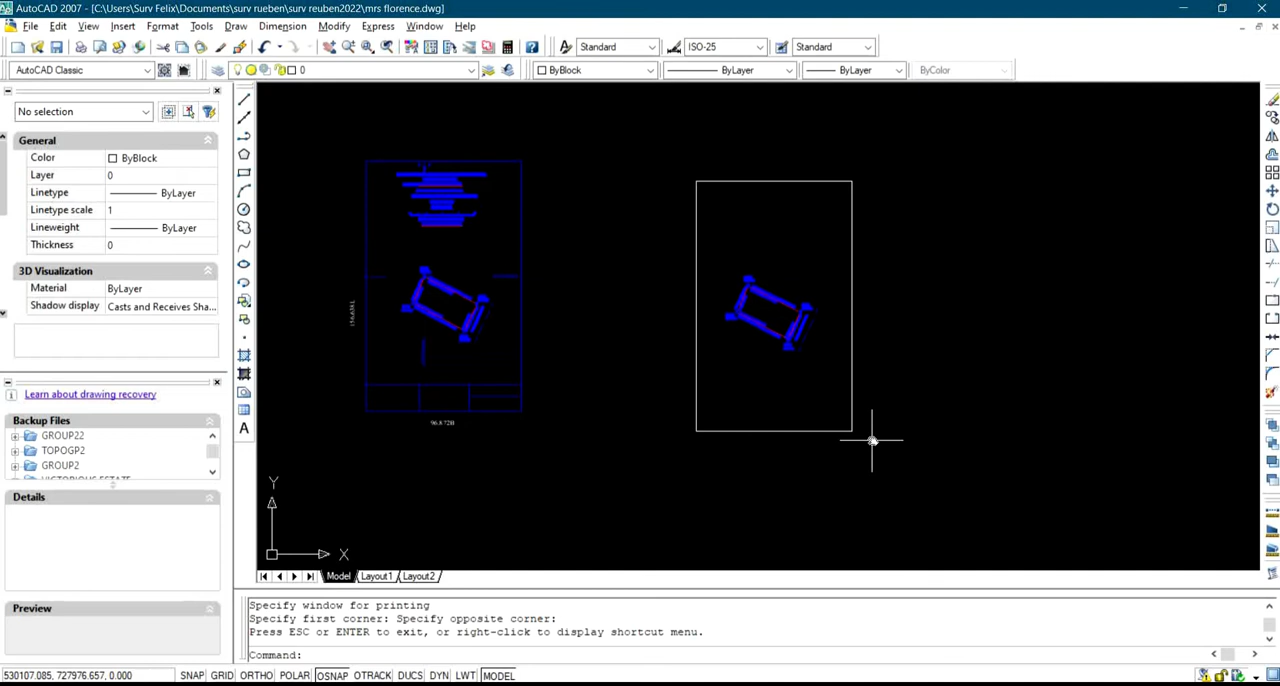 AutoCAD 2007 - [C:\Users\Surv Felix\Documents\surv rueben\surv reuben2022\mrs florence.dwg]
File Edit View Insert Format Tools Draw Dimension Modify Express Window Help
Standard ISO-25 Standard
AutoCAD Classic 0 ByBlock ByLayer ByLayer ByColor
No selection
General
Color ByBlock
Layer 0
Linetype ByLayer
Linetype scale 1
Lineweight ByLayer
Thickness 0
3D Visualization
Material ByLayer
Shadow display Casts and Receives Sha...
Learn about drawing recovery
Backup Files
GROUP22
TOPOGP2
GROUP2
VICTORIOUS ESTATE
Details
Preview
Y
X
Model Layout1 Layout2
Specify window for printing
Specify first corner: Specify opposite corner:
Press ESC or ENTER to exit, or right-click to display shortcut menu.
Command:
530107.085, 727976.657, 0.000 SNAP GRID ORTHO POLAR OSNAP OTRACK DUCS DYN LWT MODEL